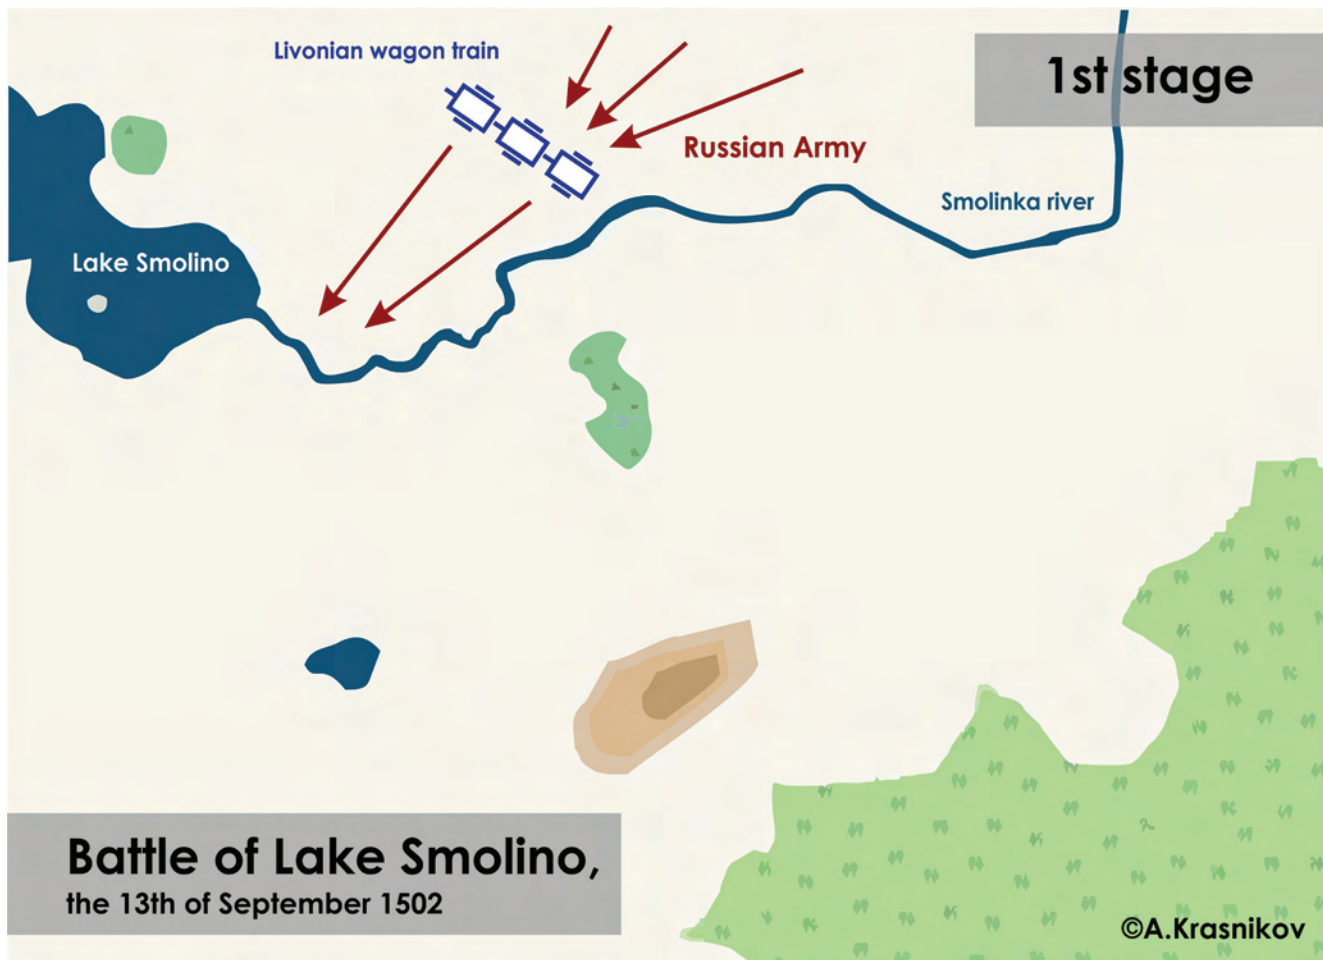 Livonian wagon train
1st stage
Russian Army
Smolinka river
Lake Smolino
Battle of Lake Smolino,
the 13th of September 1502
©A.Krasnikov